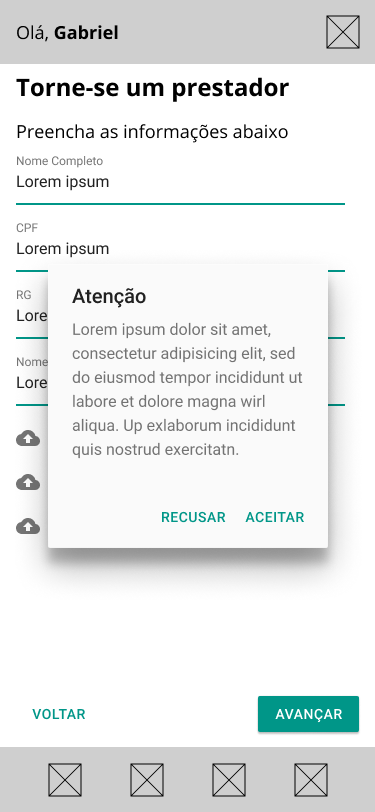 Olá, Gabriel
Torne-se um prestador
Preencha as informações abaixo
Nome Completo
Lorem ipsum
CPF
Lorem ipsum
RG
Lore
Nome
Lore
Atenção
Lorem ipsum dolor sit amet,
consectetur adipisicing elit, sed
do eiusmod tempor incididunt ut
labore et dolore magna wirl
aliqua. Up exlaborum incididunt
quis nostrud exercitatn.
RECUSAR ACEITAR
VOLTAR AVANÇAR